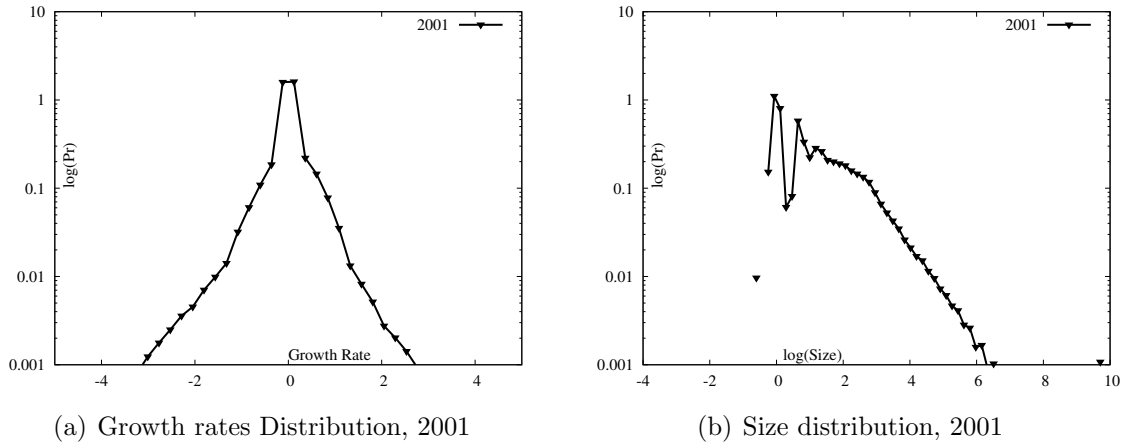 10
1
0.1
0.01
0.001
log(Pr)
2001
Growth Rate
-4 -2 0 2 4
(a) Growth rates Distribution, 2001
10
1
0.1
0.01
0.001
log(Pr)
2001
log(Size)
-4 -2 0 2 4 6 8 10
(b) Size distribution, 2001